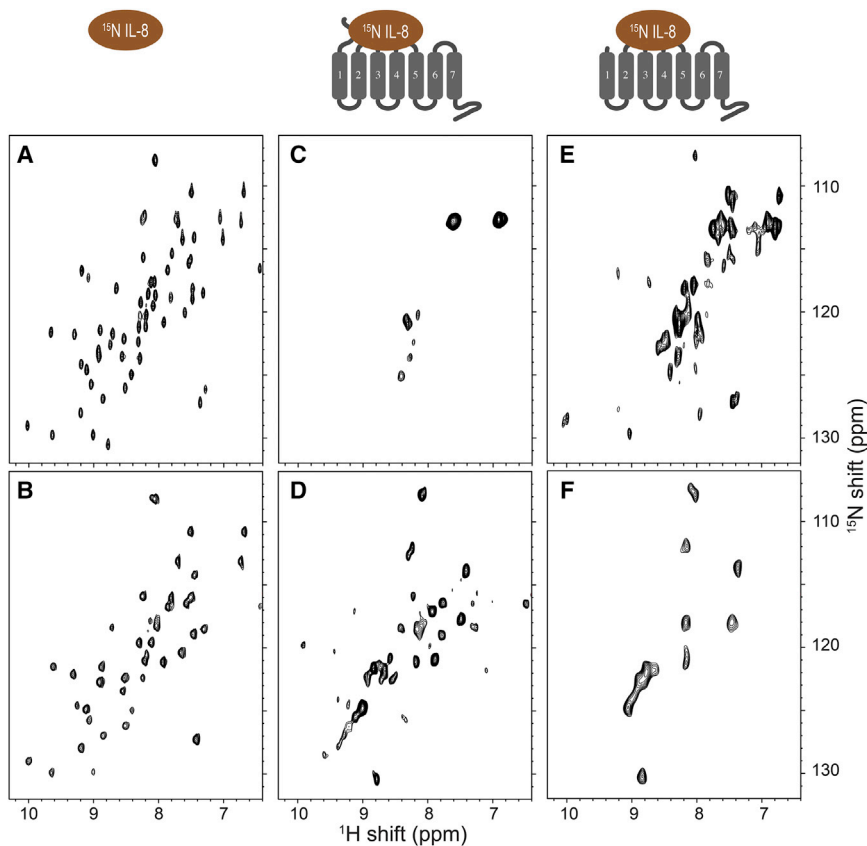 ¹⁵N IL-8 ¹⁵N IL-8 ¹⁵N IL-8
1 2 3 4 5 6 7 1 2 3 4 5 6 7
A C E
110
120
130
B D F
110
120
130
10 9 8 7 10 9 8 7 10 9 8 7
¹H shift (ppm)
¹⁵N shift (ppm)